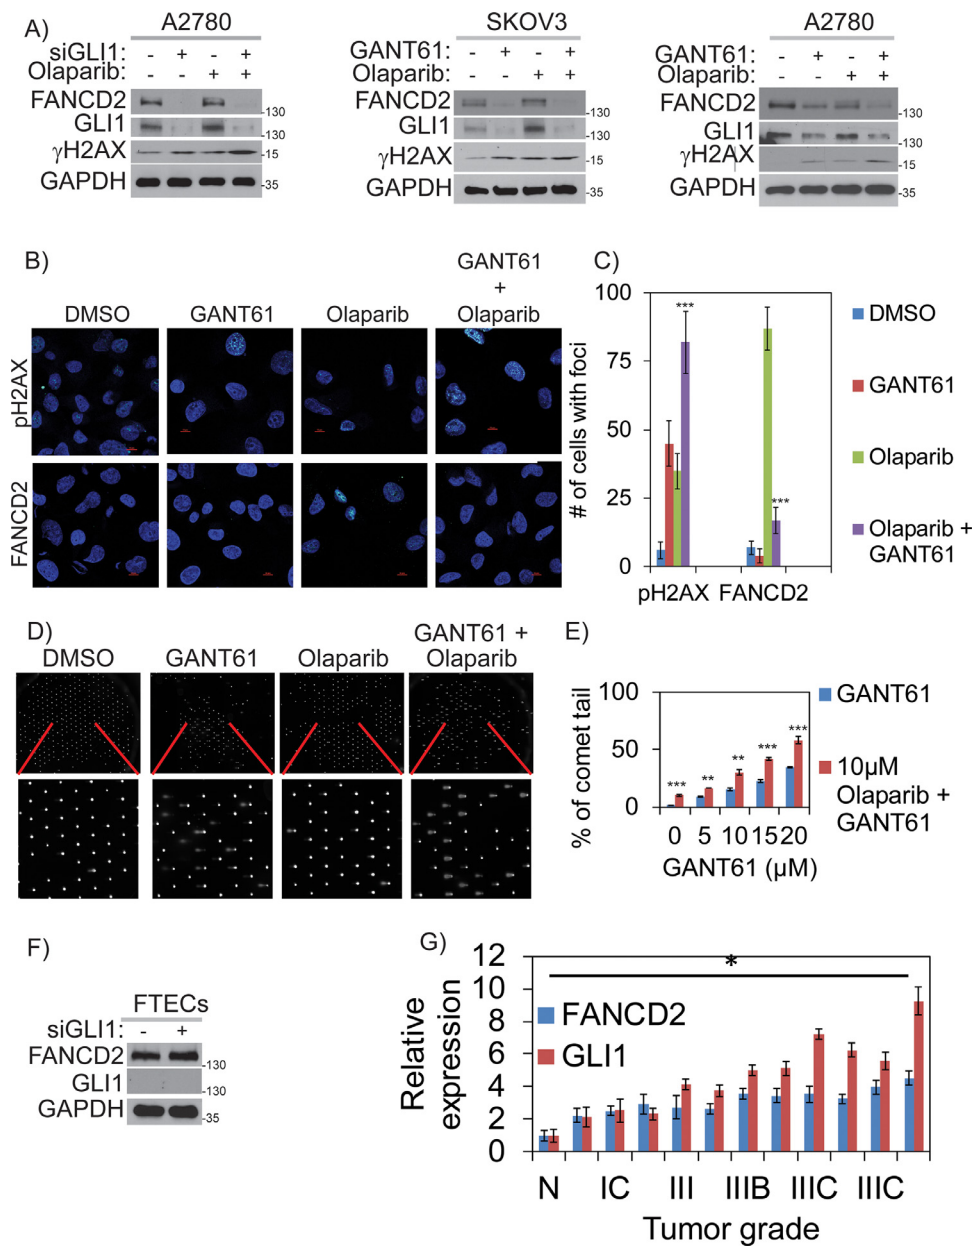 A)
A2780
siGLI1: - + - +
Olaparib: - - + +
FANCD2
-130
GLI1
-130
γH2AX
-15
GAPDH
-35
SKOV3
GANT61: - + - +
Olaparib: - - + +
FANCD2
-130
GLI1
-130
γH2AX
-15
GAPDH
-35
A2780
GANT61: - + - +
Olaparib: - - + +
FANCD2
-130
GLI1
-130
γH2AX
-15
GAPDH
-35
B)
DMSO
GANT61
Olaparib
GANT61
+
Olaparib
pH2AX
FANCD2
C)
# of cells with foci
100
75
50
25
0
***
***
pH2AX FANCD2
DMSO
GANT61
Olaparib
Olaparib +
GANT61
D)
DMSO
GANT61
Olaparib
GANT61 +
Olaparib
E)
% of comet tail
100
50
0
*** ** ** *** ***
0 5 10 15 20
GANT61 (µM)
GANT61
10µM
Olaparib +
GANT61
F)
FTECs
siGLI1: - +
FANCD2
-130
GLI1
-130
GAPDH
-35
G)
Relative
expression
12
10
8
6
4
2
0
*
FANCD2
GLI1
N IC III IIIB IIIC IIIC
Tumor grade